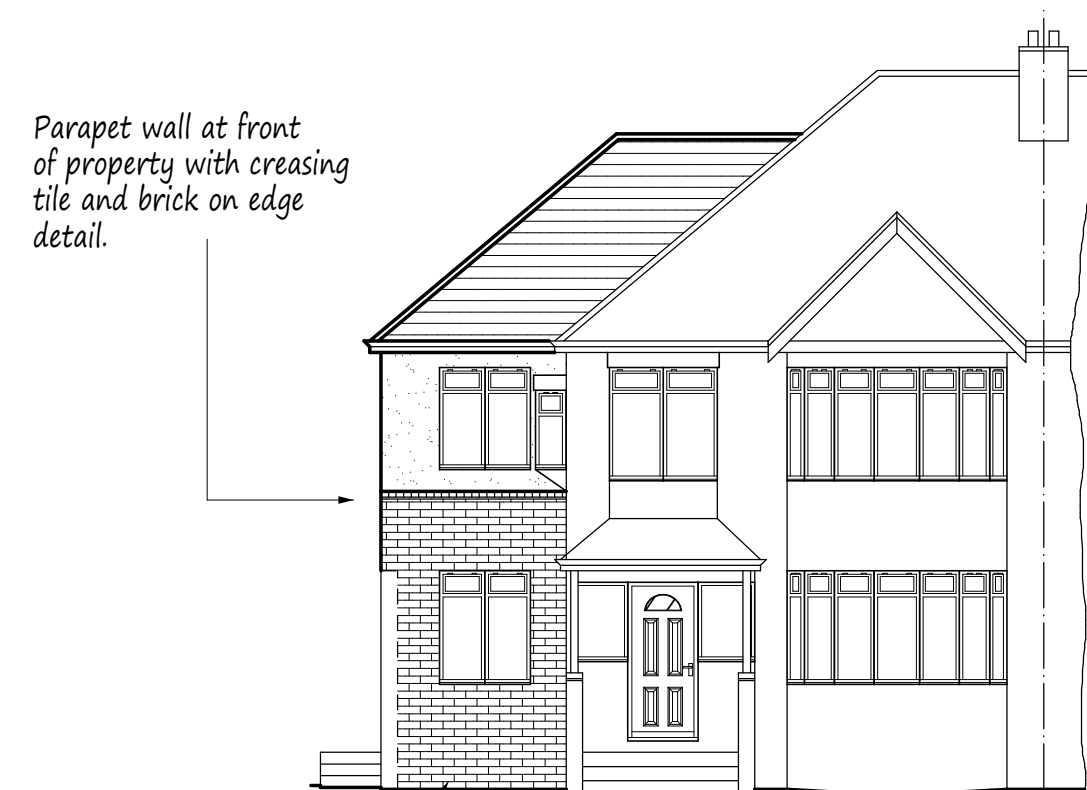 Parapet wall at front
of property with creasing
tile and brick on edge
detail.